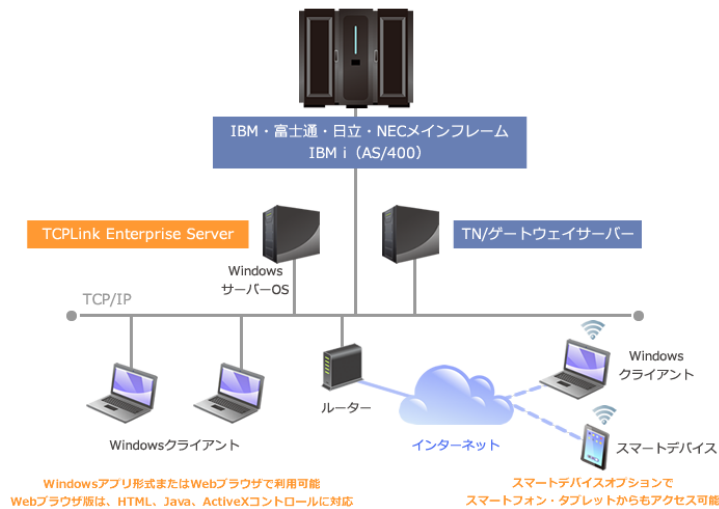 IBM・富士通・日立・NECメインフレーム
IBM i（AS/400）
TCPLink Enterprise Server
TN/ゲートウェイサーバー
Windows
サーバーOS
TCP/IP
Windows
クライアント
ルーター
Windowsクライアント
インターネット
スマートデバイス
Windowsアプリ形式またはWebブラウザで利用可能
Webブラウザ版は、HTML、Java、ActiveXコントロールに対応
スマートデバイスオプションで
スマートフォン・タブレットからもアクセス可能